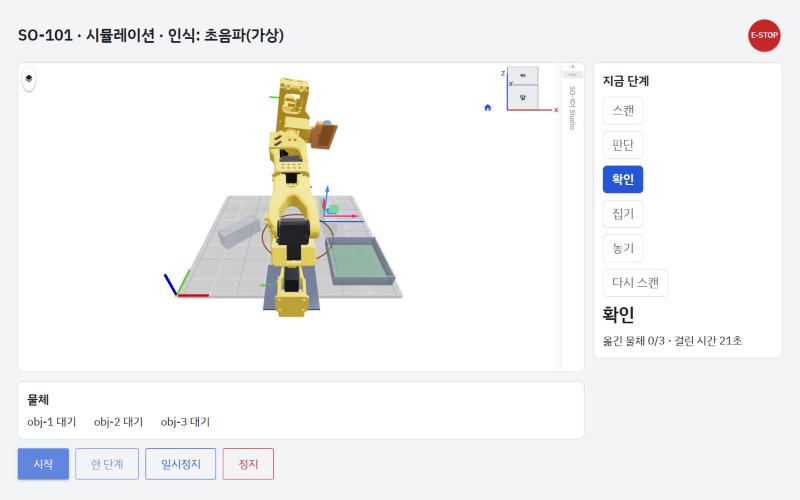 SO-101 · 시뮬레이션 · 인식: 초음파(가상)
E-STOP
Z
Y
X
SO-101 Studio
지금 단계
스캔
판단
확인
집기
놓기
다시 스캔
확인
옮긴 물체 0/3 · 걸린 시간 21초
물체
obj-1 대기 obj-2 대기 obj-3 대기
시작 한 단계 일시정지 정지